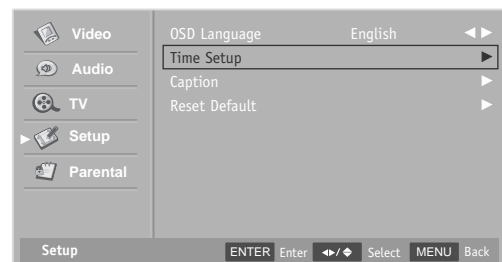 Video
Audio
TV
Setup
Parental
OSD Language English
Time Setup
Caption
Reset Default
Setup ENTER Enter Select MENU Back